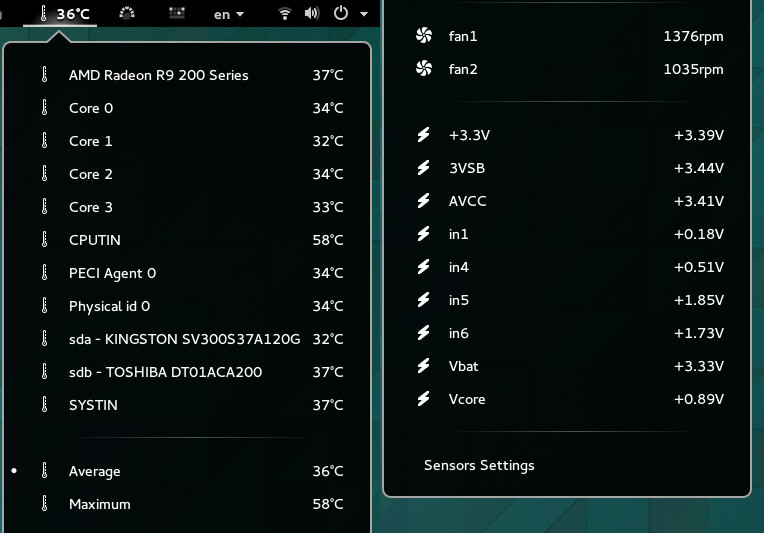 36°C
en
AMD Radeon R9 200 Series 37°C
Core 0 34°C
Core 1 32°C
Core 2 34°C
Core 3 33°C
CPUTIN 58°C
PECI Agent 0 34°C
Physical id 0 34°C
sda - KINGSTON SV300S37A120G 32°C
sdb - TOSHIBA DT01ACA200 37°C
SYSTIN 37°C
Average 36°C
Maximum 58°C
fan1 1376rpm
fan2 1035rpm
+3.3V +3.39V
3VSB +3.44V
AVCC +3.41V
in1 +0.18V
in4 +0.51V
in5 +1.85V
in6 +1.73V
Vbat +3.33V
Vcore +0.89V
Sensors Settings